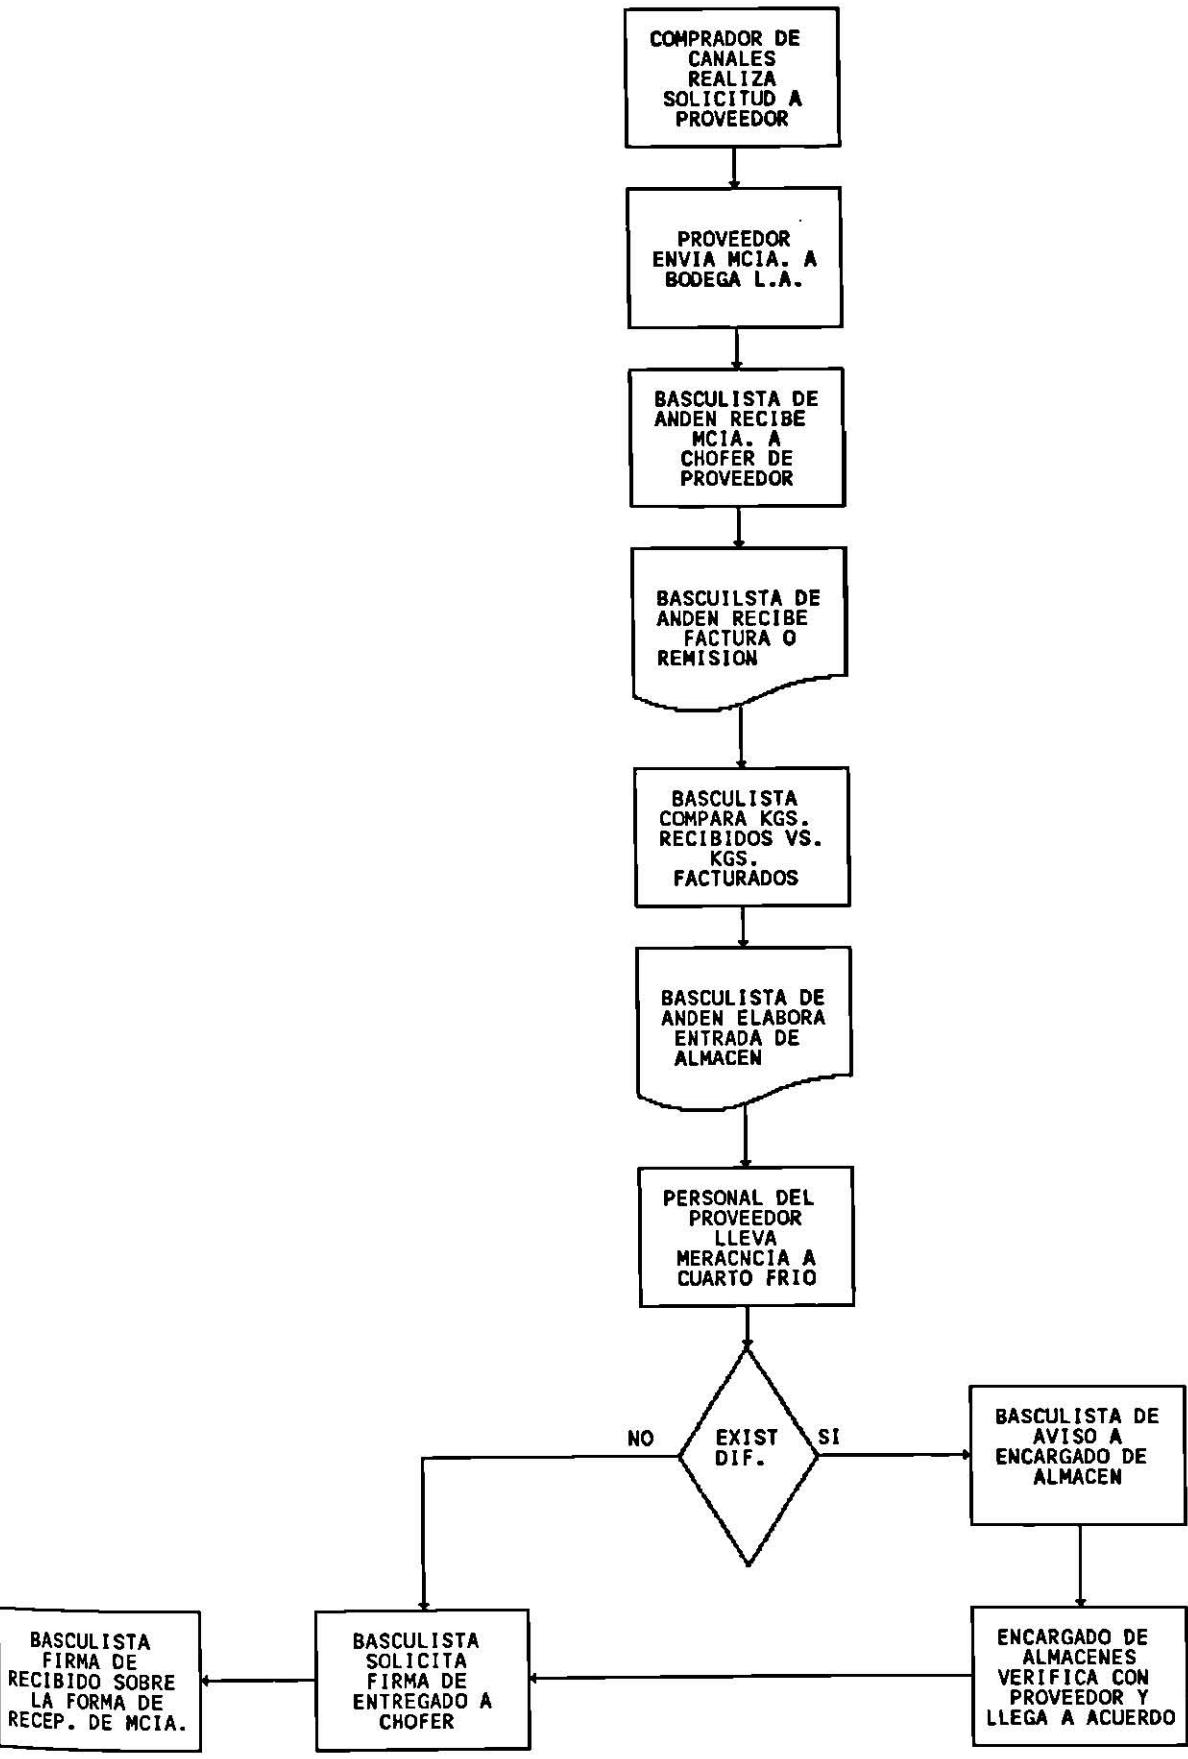 COMPRADOR DE
CANALES
REALIZA
SOLICITUD A
PROVEEDOR
PROVEEDOR
ENVIA MCIA. A
BODEGA L.A.
BASCULISTA DE
ANDEN RECIBE
MCIA. A
CHOFER DE
PROVEEDOR
BASCUILSTA DE
ANDEN RECIBE
FACTURA O
REMISION
BASCULISTA
COMPARA KGS.
RECIBIDOS VS.
KGS.
FACTURADOS
BASCULISTA DE
ANDEN ELABORA
ENTRADA DE
ALMACEN
PERSONAL DEL
PROVEEDOR
LLEVA
MERACNCIA A
CUARTO FRIO
EXIST
DIF.
NO
SI
BASCULISTA DE
AVISO A
ENCARGADO DE
ALMACEN
ENCARGADO DE
ALMACENES
VERIFICA CON
PROVEEDOR Y
LLEGA A ACUERDO
BASCULISTA
SOLICITA
FIRMA DE
ENTREGADO A
CHOFER
BASCULISTA
FIRMA DE
RECIBIDO SOBRE
LA FORMA DE
RECEP. DE MCIA.